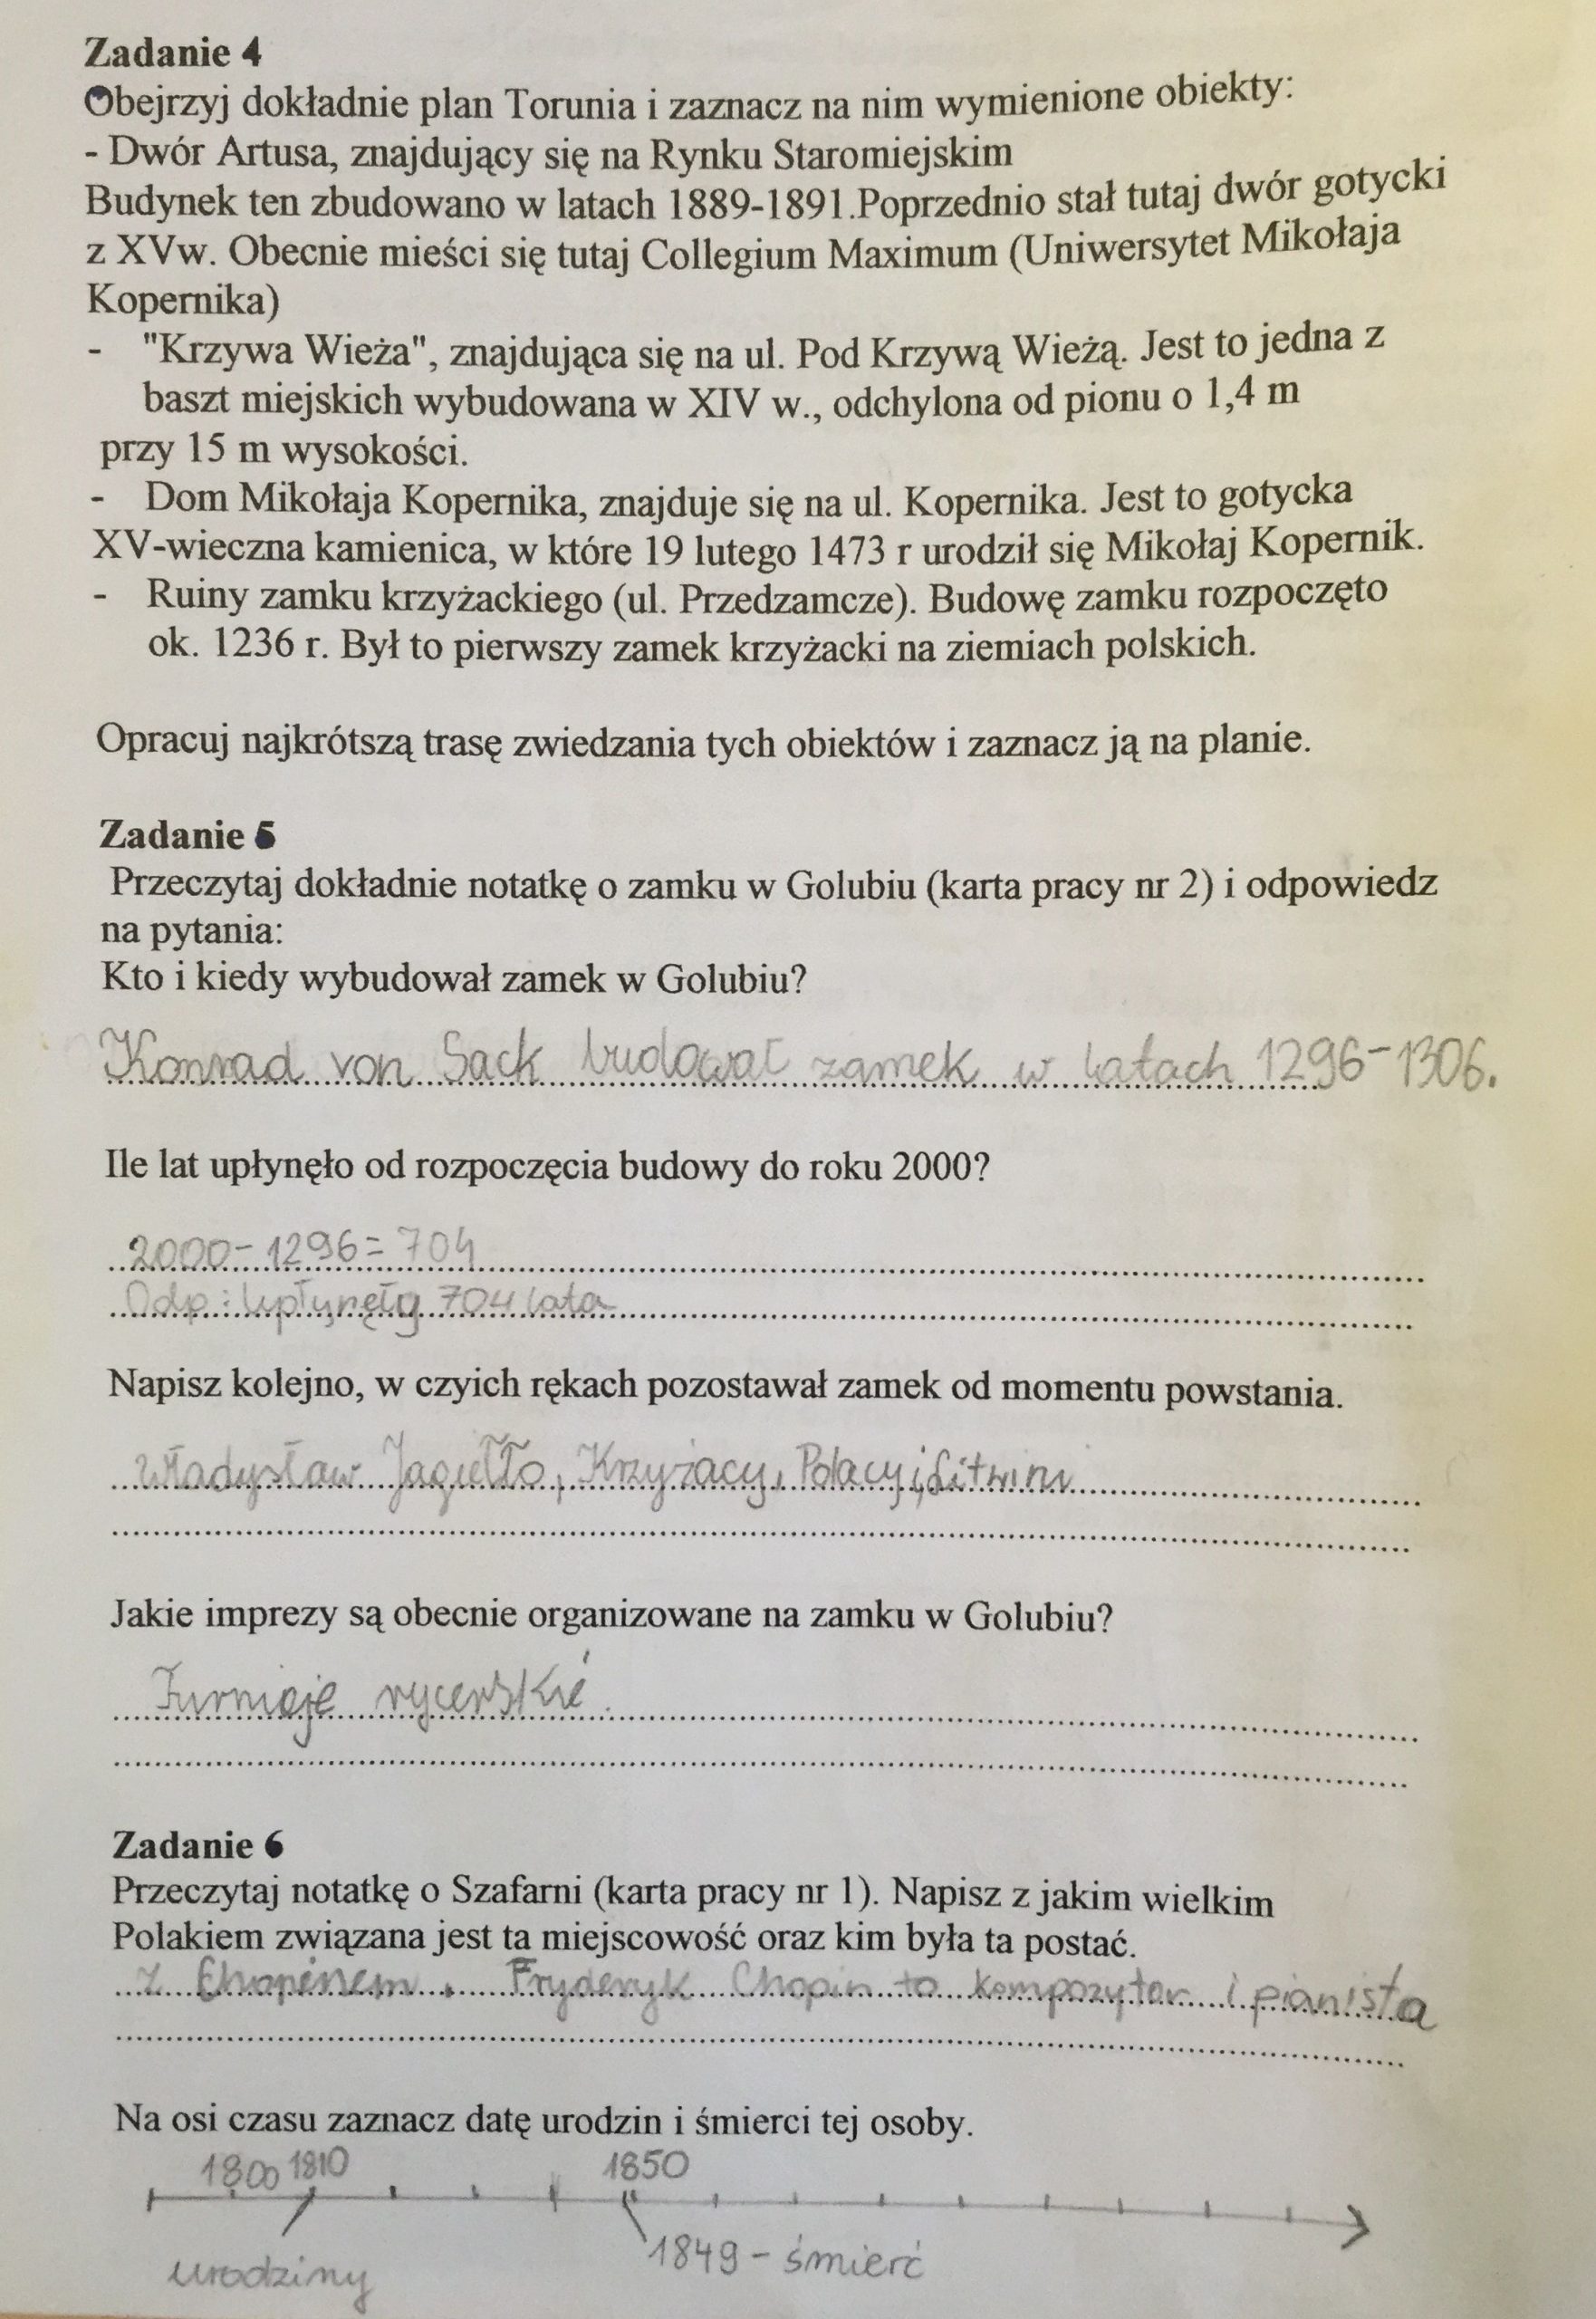 Zadanie 4
Obejrzyj dokładnie plan Torunia i zaznacz na nim wymienione obiekty:
- Dwór Artusa, znajdujący się na Rynku Staromiejskim
Budynek ten zbudowano w latach 1889-1891.Poprzednio stał tutaj dwór gotycki
z XVw. Obecnie mieści się tutaj Collegium Maximum (Uniwersytet Mikołaja
Kopernika)
- "Krzywa Wieża", znajdująca się na ul. Pod Krzywą Wieżą. Jest to jedna z
baszt miejskich wybudowana w XIV w., odchylona od pionu o 1,4 m
przy 15 m wysokości.
- Dom Mikołaja Kopernika, znajduje się na ul. Kopernika. Jest to gotycka
XV-wieczna kamienica, w które 19 lutego 1473 r urodził się Mikołaj Kopernik.
- Ruiny zamku krzyżackiego (ul. Przedzamcze). Budowę zamku rozpoczęto
ok. 1236 r. Był to pierwszy zamek krzyżacki na ziemiach polskich.
Opracuj najkrótszą trasę zwiedzania tych obiektów i zaznacz ją na planie.
Zadanie 5
Przeczytaj dokładnie notatkę o zamku w Golubiu (karta pracy nr 2) i odpowiedz
na pytania:
Kto i kiedy wybudował zamek w Golubiu?
Konrad von Sack budował zamek w latach 1296-1306.
Ile lat upłynęło od rozpoczęcia budowy do roku 2000?
2000-1296=704
Odp: Upłynęły 704 lata
Napisz kolejno, w czyich rękach pozostawał zamek od momentu powstania.
Władysław Jagiełło, Krzyżacy, Polacy i Litwini
Jakie imprezy są obecnie organizowane na zamku w Golubiu?
Turnieje rycerskie.
Zadanie 6
Przeczytaj notatkę o Szafarni (karta pracy nr 1). Napisz z jakim wielkim
Polakiem związana jest ta miejscowość oraz kim była ta postać.
Z Chopinem. Fryderyk Chopin to kompozytor i pianista
Na osi czasu zaznacz datę urodzin i śmierci tej osoby.
1800 1810 1850
1849 - śmierć
urodziny